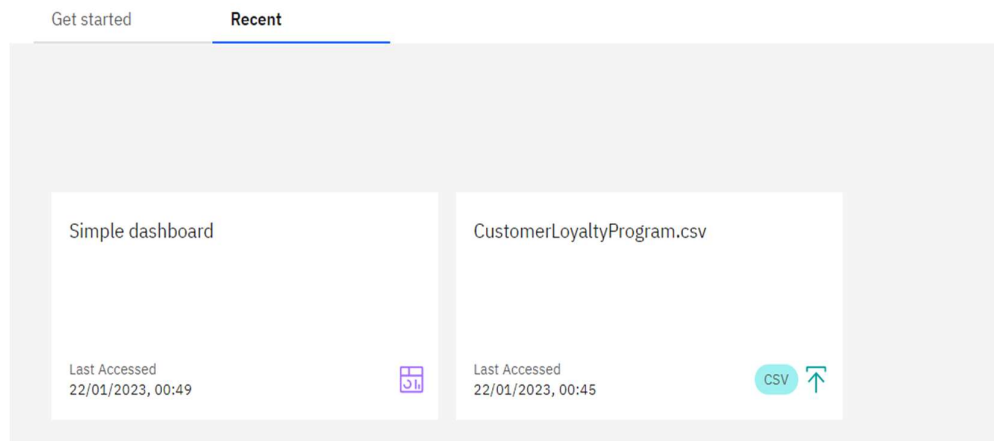 Get started
Recent
Simple dashboard
Last Accessed
22/01/2023, 00:49
CustomerLoyaltyProgram.csv
Last Accessed
22/01/2023, 00:45
CSV